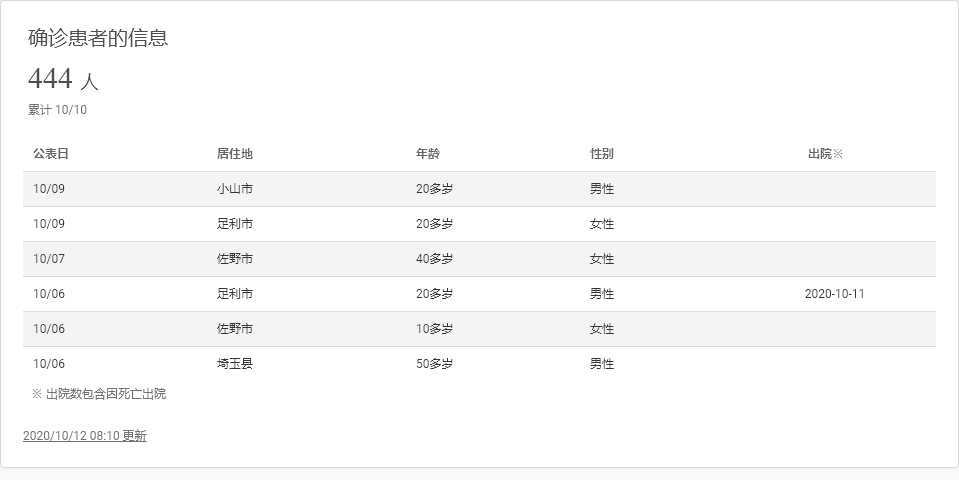 确诊患者的信息
444 人
累计 10/10
公表日 居住地 年龄 性别 出院※
10/09 小山市 20多岁 男性
10/09 足利市 20多岁 女性
10/07 佐野市 40多岁 女性
10/06 足利市 20多岁 男性 2020-10-11
10/06 佐野市 10多岁 女性
10/06 埼玉县 50多岁 男性
※ 出院数包含因死亡出院
2020/10/12 08:10 更新